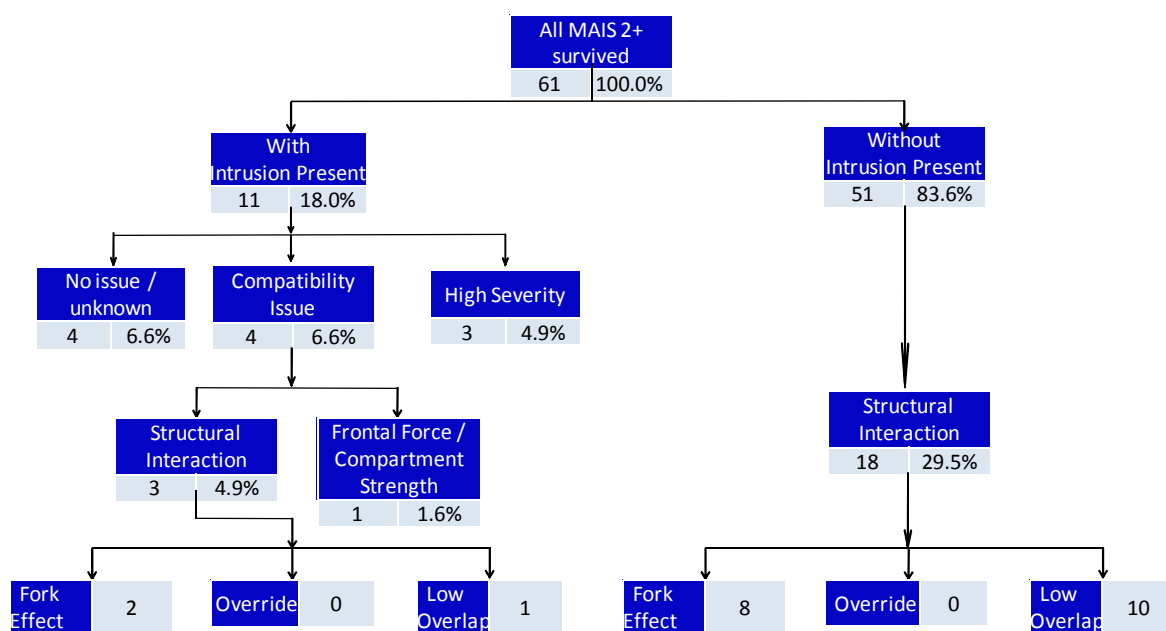 All MAIS 2+
survived
61 100.0%
With
Intrusion Present
11 18.0%
Without
Intrusion Present
51 83.6%
No issue /
unknown
4 6.6%
Compatibility
Issue
4 6.6%
High Severity
3 4.9%
Structural
Interaction
3 4.9%
Frontal Force /
Compartment
Strength
1 1.6%
Structural
Interaction
18 29.5%
Fork
Effect
2
Override
0
Low
Overlap
1
Fork
Effect
8
Override
0
Low
Overlap
10